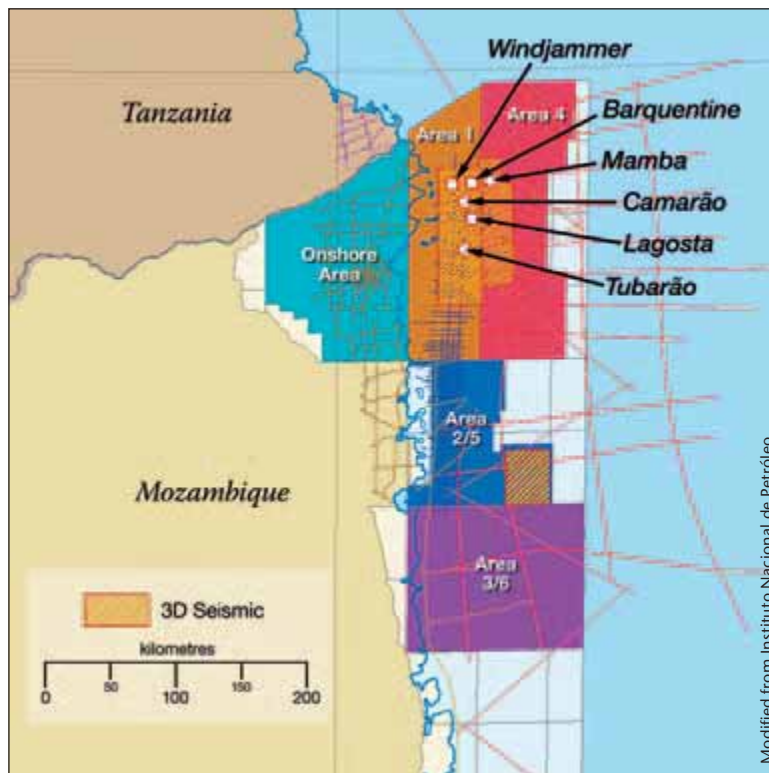 Windjammer
Tanzania
Area 1
Area 4
Barquentine
Mamba
Camarão
Lagosta
Onshore
Area
Tubarão
Area
2/5
Mozambique
Area
3/6
3D Seismic
kilometres
0 50 100 150 200
Modified from Instituto Nacional de Petróleo